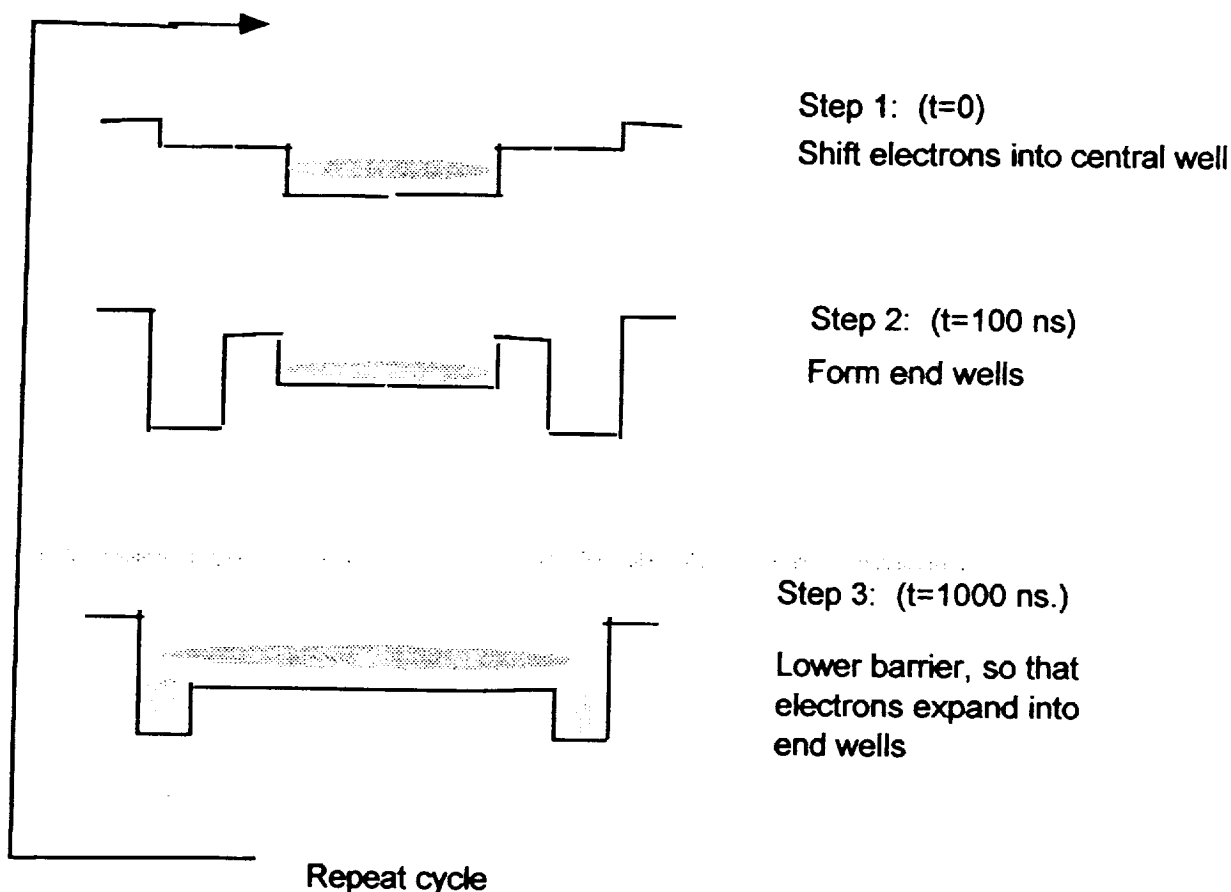 Step 1: (t=0)
Shift electrons into central well
Step 2: (t=100 ns)
Form end wells
Step 3: (t=1000 ns.)
Lower barrier, so that
electrons expand into
end wells
Repeat cycle